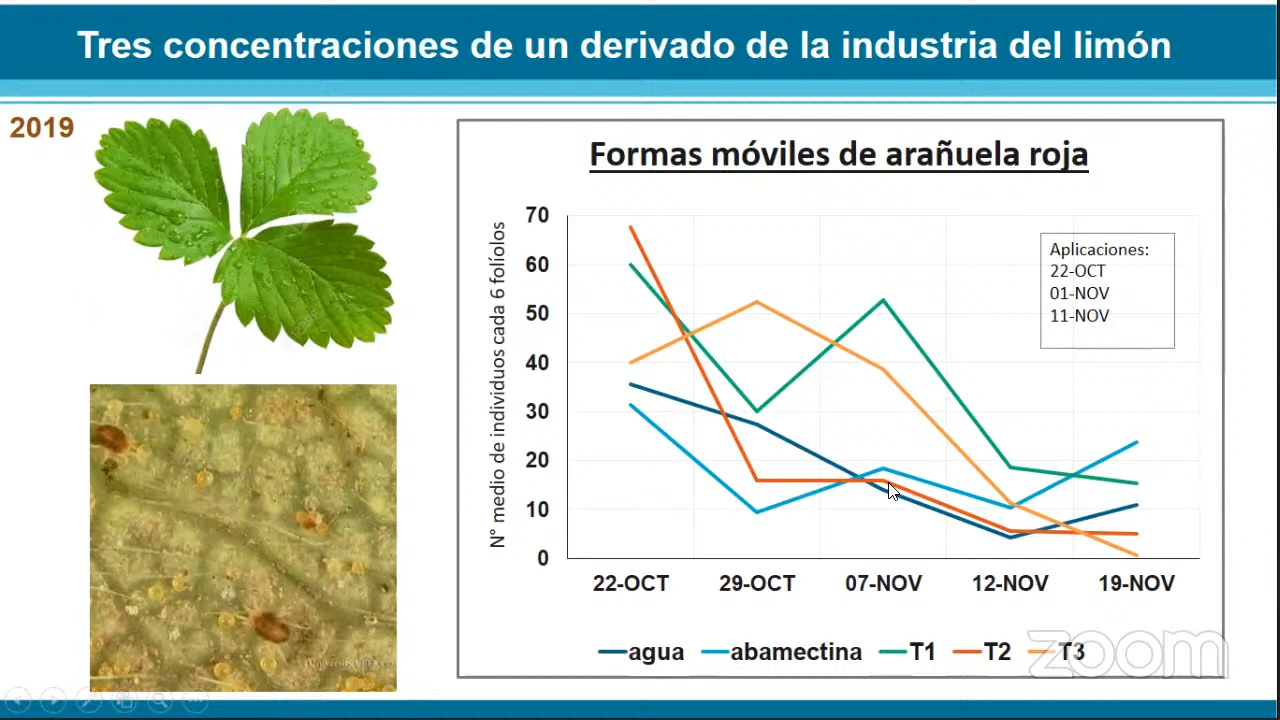 Tres concentraciones de un derivado de la industria del limón
2019
Formas móviles de arañuela roja
N° medio de individuos cada 6 folíolos
70
60
50
40
30
20
10
0
Aplicaciones:
22-OCT
01-NOV
11-NOV
22-OCT 29-OCT 07-NOV 12-NOV 19-NOV
agua abamectina T1 T2 T3
zoom